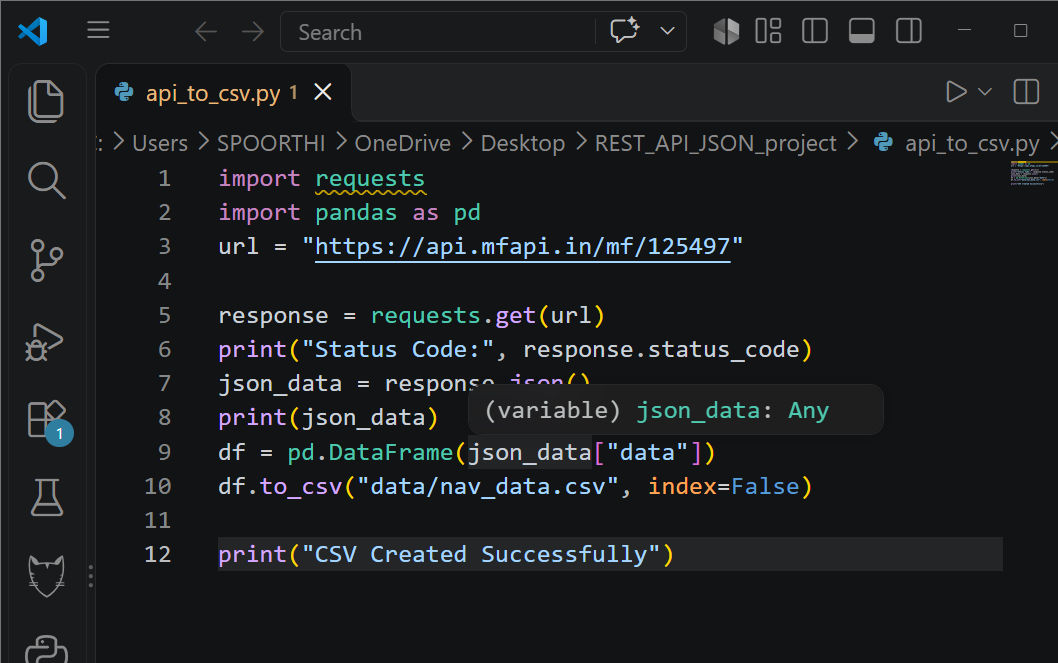 Search
api_to_csv.py 1
: > Users > SPOORTHI > OneDrive > Desktop > REST_API_JSON_project > api_to_csv.py >
1 import requests
2 import pandas as pd
3 url = "https://api.mfapi.in/mf/125497"
4
5 response = requests.get(url)
6 print("Status Code:", response.status_code)
7 json_data = response.json()
(variable) json_data: Any
8 print(json_data)
9 df = pd.DataFrame(json_data["data"])
10 df.to_csv("data/nav_data.csv", index=False)
11
12 print("CSV Created Successfully")
1